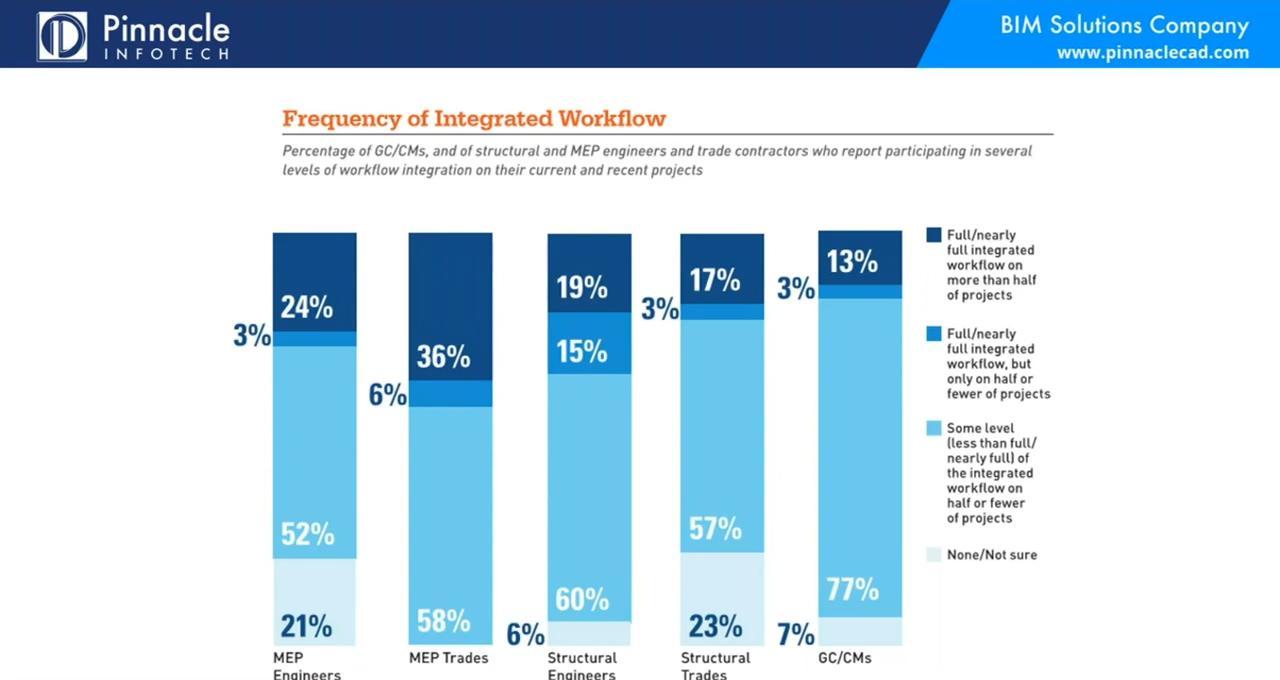 Pinnacle
INFOTECH
BIM Solutions Company
www.pinnaclecad.com
Frequency of Integrated Workflow
Percentage of GC/CMs, and of structural and MEP engineers and trade contractors who report participating in several
levels of workflow integration on their current and recent projects
24%
3%
52%
21%
MEP
Engineers
36%
6%
58%
MEP Trades
19%
15%
60%
6%
Structural
Engineers
17%
3%
57%
23%
Structural
Trades
13%
3%
77%
7%
GC/CMs
Full/nearly
full integrated
workflow on
more than half
of projects
Full/nearly
full integrated
workflow, but
only on half or
fewer of projects
Some level
(less than full/
nearly full) of
the integrated
workflow on
half or fewer
of projects
None/Not sure